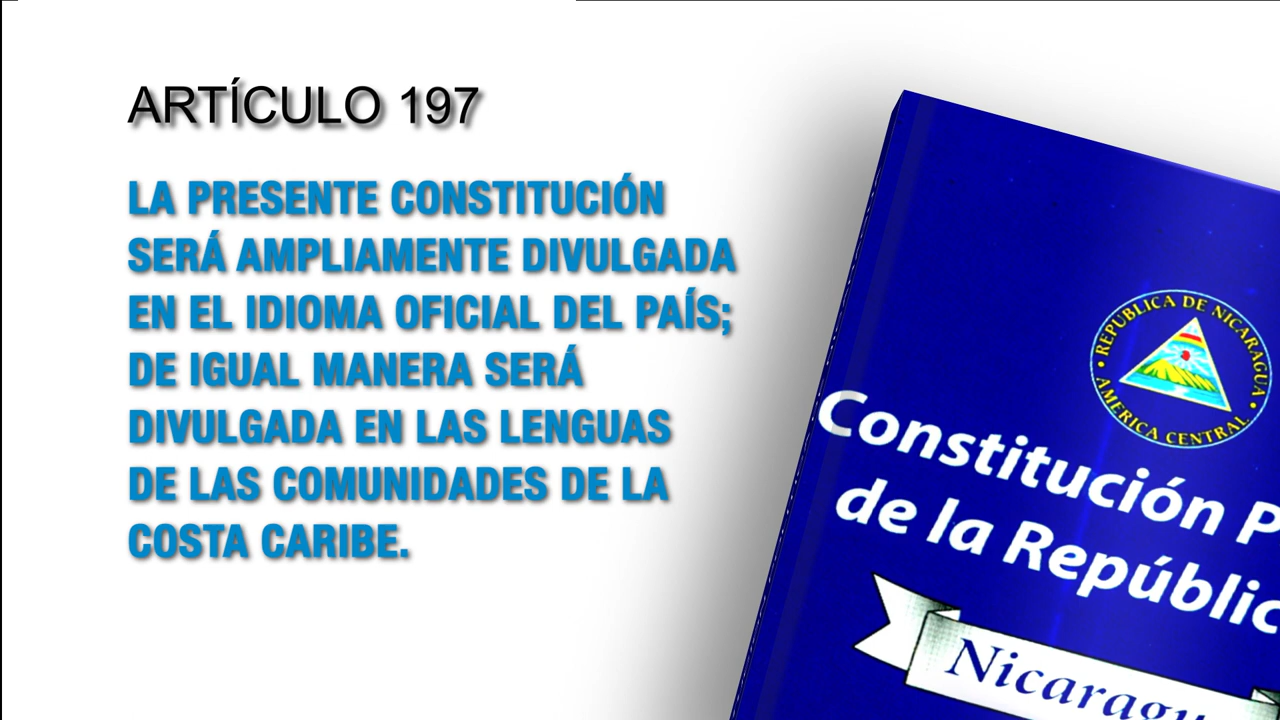 ARTÍCULO 197
LA PRESENTE CONSTITUCIÓN
SERÁ AMPLIAMENTE DIVULGADA
EN EL IDIOMA OFICIAL DEL PAÍS;
DE IGUAL MANERA SERÁ
DIVULGADA EN LAS LENGUAS
DE LAS COMUNIDADES DE LA
COSTA CARIBE.
REPUBLICA DE NICARAGUA
AMERICA CENTRAL
Constitución P
de la Repúblic
Nicaragu